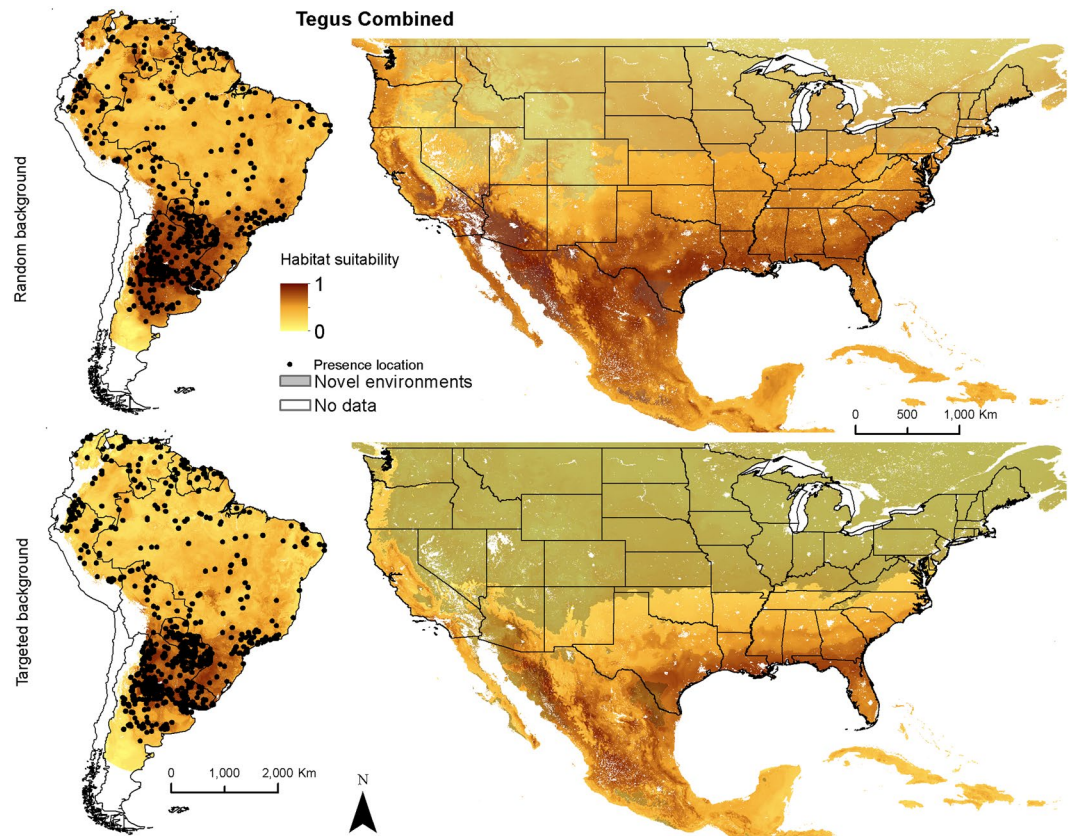 Tegus Combined
Random background
Habitat suitability
1
0
Presence location
Novel environments
No data
0 500 1,000 Km
Targeted background
0 1,000 2,000 Km
N